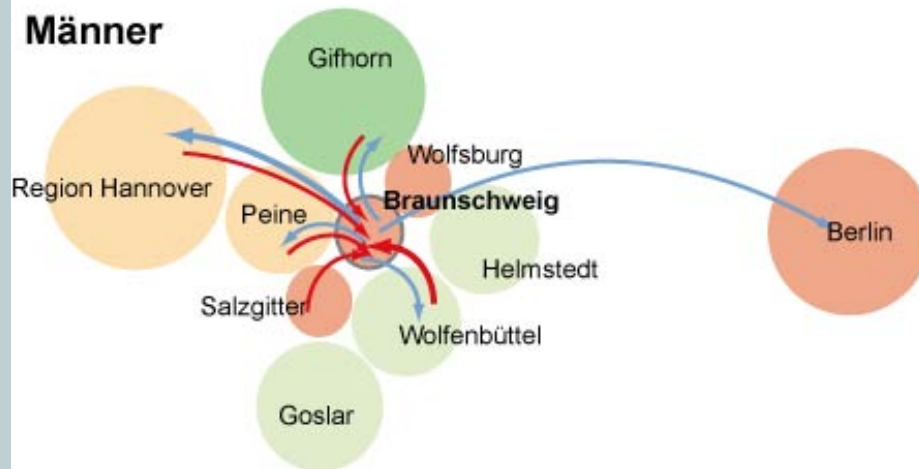 Männer
Gifhorn
Wolfsburg
Region Hannover
Braunschweig
Peine
Berlin
Helmstedt
Salzgitter
Wolfenbüttel
Goslar